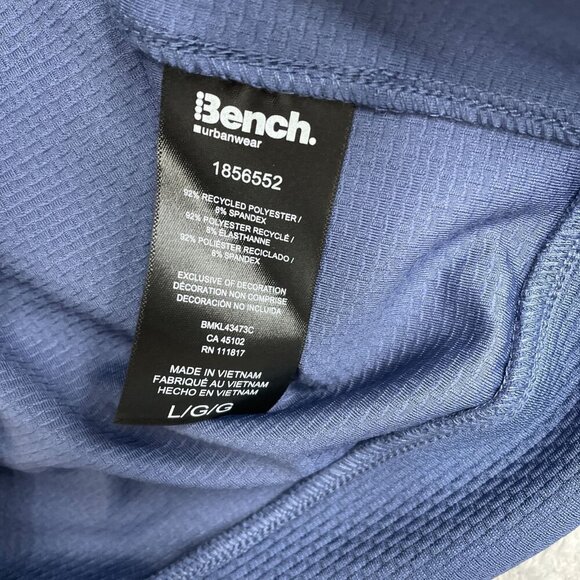 Bench.
urbanwear
1856552
92% RECYCLED POLYESTER /
8% SPANDEX
92% POLYESTER RECYCLÉ /
8% ÉLASTHANNE
92% POLIÉSTER RECICLADO /
8% SPANDEX
EXCLUSIVE OF DECORATION
DÉCORATION NON COMPRISE
DECORACIÓN NO INCLUIDA
BMKL43473C
CA 45102
RN 111817
MADE IN VIETNAM
FABRIQUÉ AU VIETNAM
HECHO EN VIETNAM
L/G/G